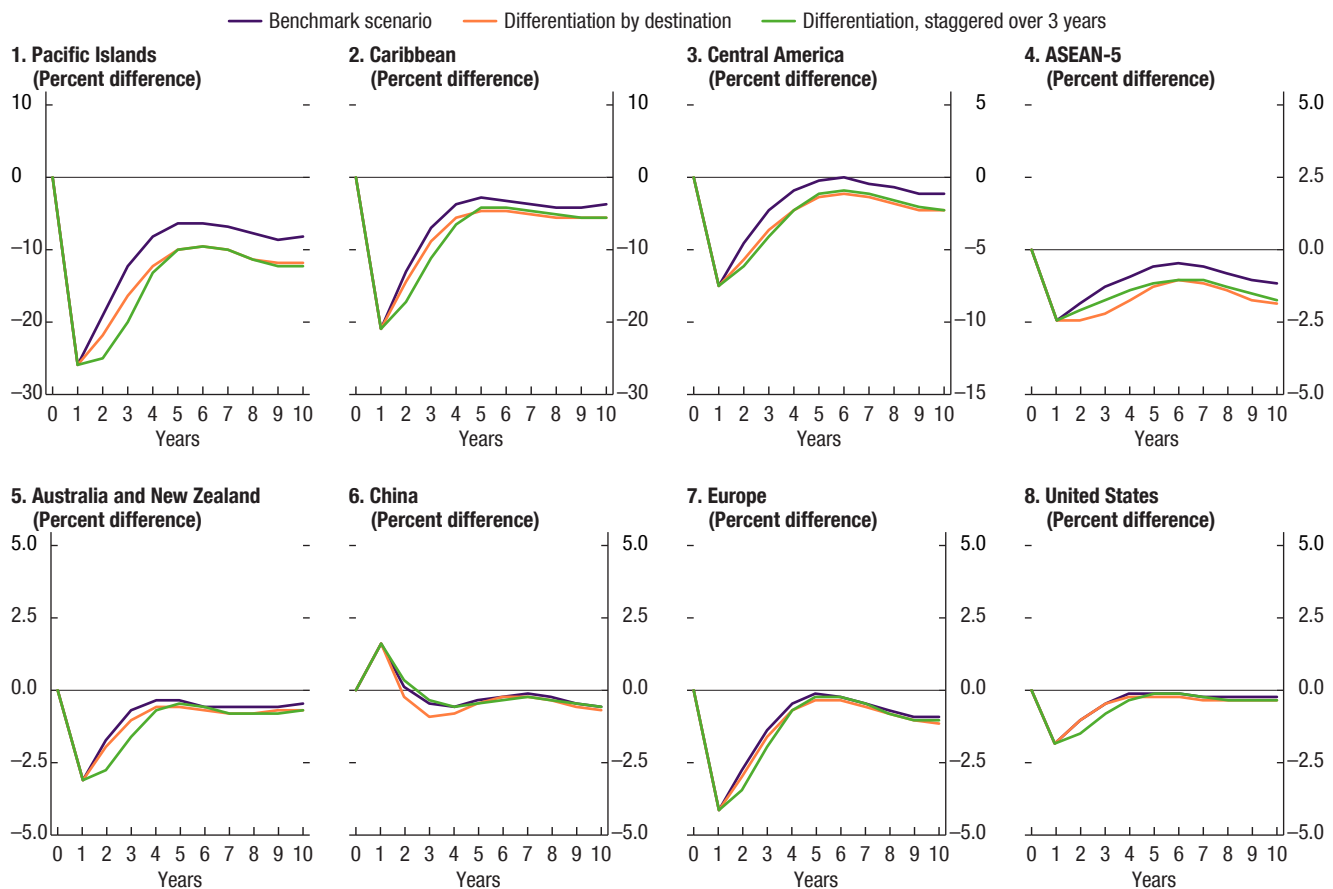 Benchmark scenario Differentiation by destination Differentiation, staggered over 3 years
1. Pacific Islands
(Percent difference)
10
0
−10
−20
−30
0 1 2 3 4 5 6 7 8 9 10
Years
2. Caribbean
(Percent difference)
10
0
−10
−20
−30
0 1 2 3 4 5 6 7 8 9 10
Years
3. Central America
(Percent difference)
5
0
−5
−10
−15
0 1 2 3 4 5 6 7 8 9 10
Years
4. ASEAN-5
(Percent difference)
5.0
2.5
0.0
−2.5
−5.0
0 1 2 3 4 5 6 7 8 9 10
Years
5. Australia and New Zealand
(Percent difference)
5.0
2.5
0.0
−2.5
−5.0
0 1 2 3 4 5 6 7 8 9 10
Years
6. China
(Percent difference)
5.0
2.5
0.0
−2.5
−5.0
0 1 2 3 4 5 6 7 8 9 10
Years
7. Europe
(Percent difference)
5.0
2.5
0.0
−2.5
−5.0
0 1 2 3 4 5 6 7 8 9 10
Years
8. United States
(Percent difference)
5.0
2.5
0.0
−2.5
−5.0
0 1 2 3 4 5 6 7 8 9 10
Years